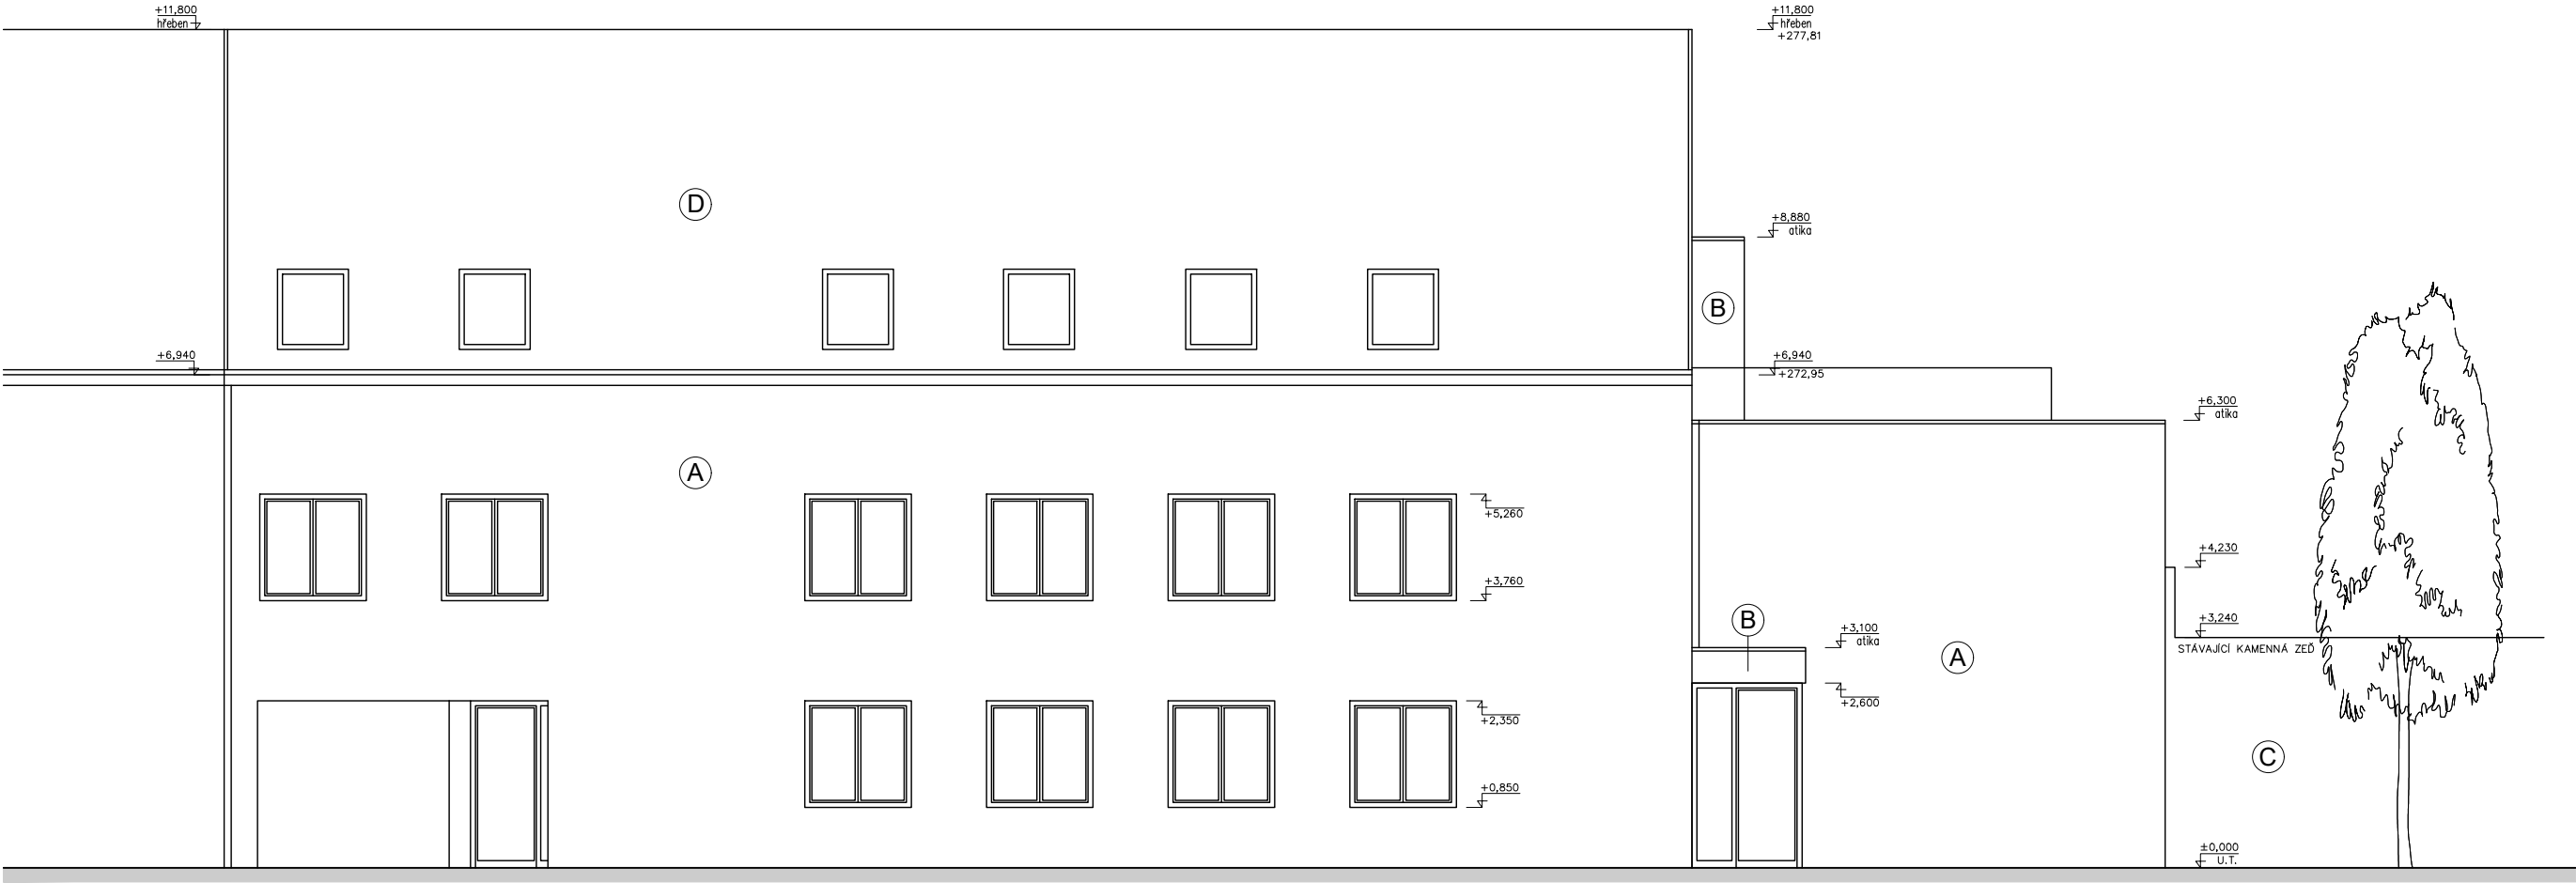 +11,800
hřeben
+11,800
hřeben
+277,81
D
+8,880
atika
B
+6,940
+6,940
+272,95
+6,300
atika
A
+5,260
+4,230
+3,760
B
+3,100
atika
+3,240
STÁVAJÍCÍ KAMENNÁ ZEĎ
A
+2,600
+2,350
C
+0,850
±0,000
U.T.